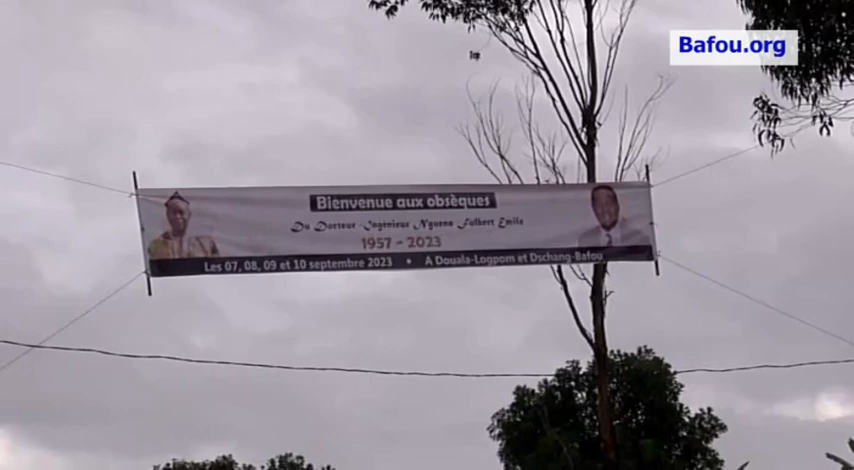 Bafou.org
Bienvenue aux obsèques
Du Docteur-Ingénieur Nguena Fulbert Emile
1957 - 2023
Les 07, 08, 09 et 10 septembre 2023 • A Douala-Logpom et Dschang-Bafou